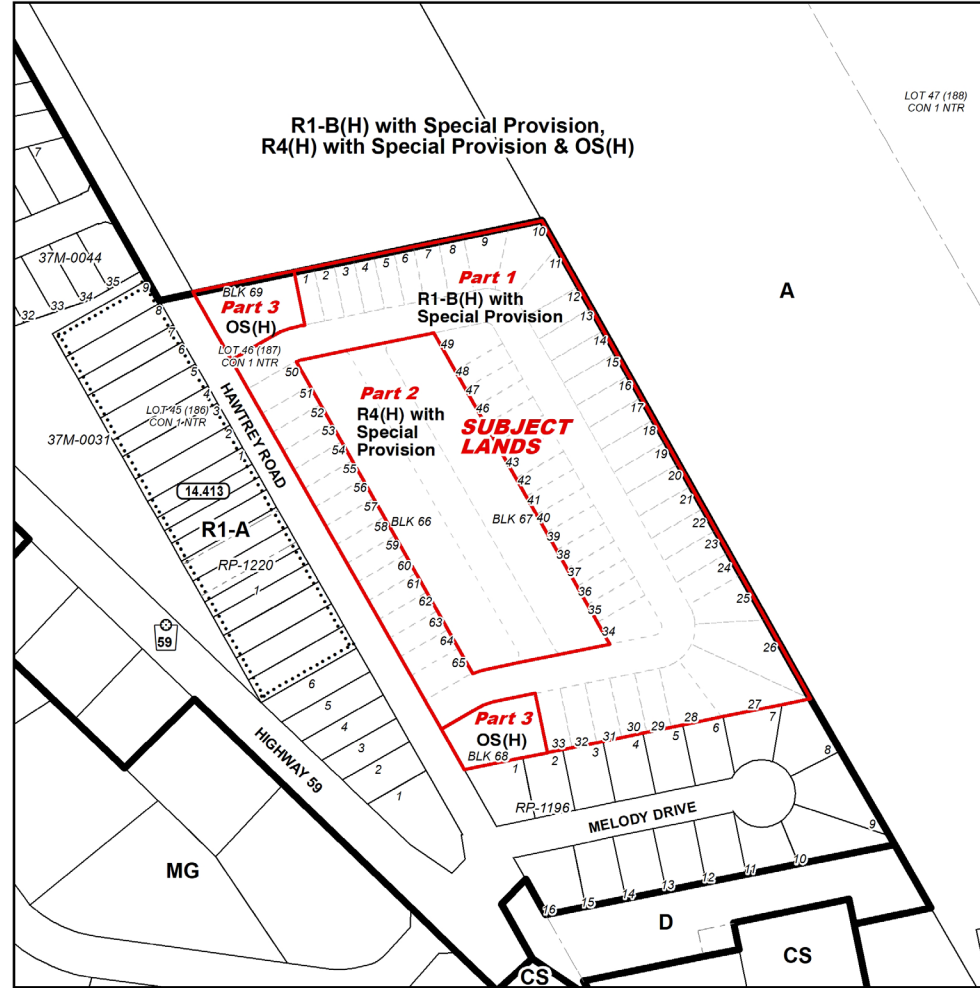 LOT 47 (188)
CON 1 NTR
R1-B(H) with Special Provision,
R4(H) with Special Provision & OS(H)
7
37M-0044
32
33
34
35
9
8
A
BLK 69
Part 3
OS(H)
LOT 46 (187)
CON 1 NTR
1
2
3
4
5
6
7
8
9
10
Part 1
R1-B(H) with
Special Provision
11
12
13
14
15
16
17
18
19
20
21
22
23
24
25
26
49
48
47
46
SUBJECT
LANDS
43
42
41
40
39
38
37
36
35
34
Part 2
R4(H) with
Special
Provision
BLK 66
BLK 67
50
51
52
53
54
55
56
57
58
59
60
61
62
63
64
65
7
6
5
4
3
2
1
LOT 45 (186)
CON 1 NTR
HAWTREY ROAD
37M-0031
14.413
R1-A
RP-1220
1
59
6
5
4
3
2
1
HIGHWAY 59
Part 3
OS(H)
BLK 68
33
32
31
30
29
28
27
1
2
3
4
5
6
7
8
9
RP-1196
MELODY DRIVE
16
15
14
13
12
11
10
MG
D
CS
CS